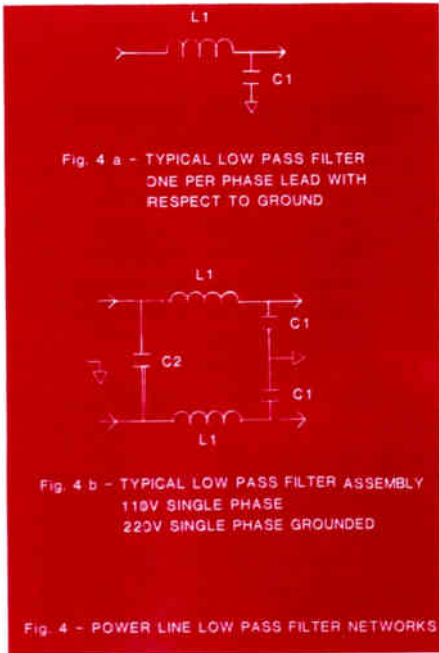 L1
C1
Fig. 4 a - TYPICAL LOW PASS FILTER
ONE PER PHASE LEAD WITH
RESPECT TO GROUND
L1
C1
C2
C1
L1
Fig. 4 b - TYPICAL LOW PASS FILTER ASSEMBLY
110V SINGLE PHASE
220V SINGLE PHASE GROUNDED
Fig. 4 - POWER LINE LOW PASS FILTER NETWORKS